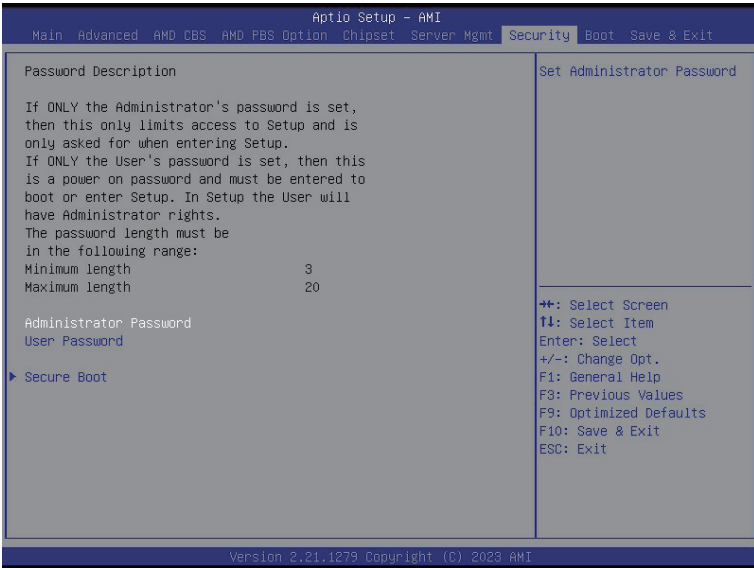 Aptio Setup – AMI
Main Advanced AMD CBS AMD PBS Option Chipset Server Mgmt Security Boot Save & Exit
Password Description
If ONLY the Administrator's password is set,
then this only limits access to Setup and is
only asked for when entering Setup.
If ONLY the User's password is set, then this
is a power on password and must be entered to
boot or enter Setup. In Setup the User will
have Administrator rights.
The password length must be
in the following range:
Minimum length 3
Maximum length 20
Administrator Password
User Password
Secure Boot
Set Administrator Password
→←: Select Screen
↑↓: Select Item
Enter: Select
+/-: Change Opt.
F1: General Help
F3: Previous Values
F9: Optimized Defaults
F10: Save & Exit
ESC: Exit
Version 2.21.1279 Copyright (C) 2023 AMI